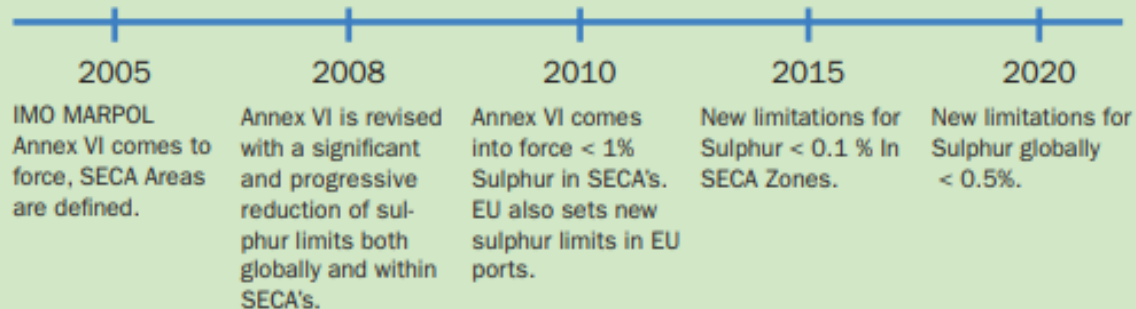 2005
IMO MARPOL
Annex VI comes to
force, SECA Areas
are defined.
2008
Annex VI is revised
with a significant
and progressive
reduction of sul-
phur limits both
globally and within
SECA's.
2010
Annex VI comes
into force < 1%
Sulphur in SECA's.
EU also sets new
sulphur limits in EU
ports.
2015
New limitations for
Sulphur < 0.1 % In
SECA Zones.
2020
New limitations for
Sulphur globally
< 0.5%.